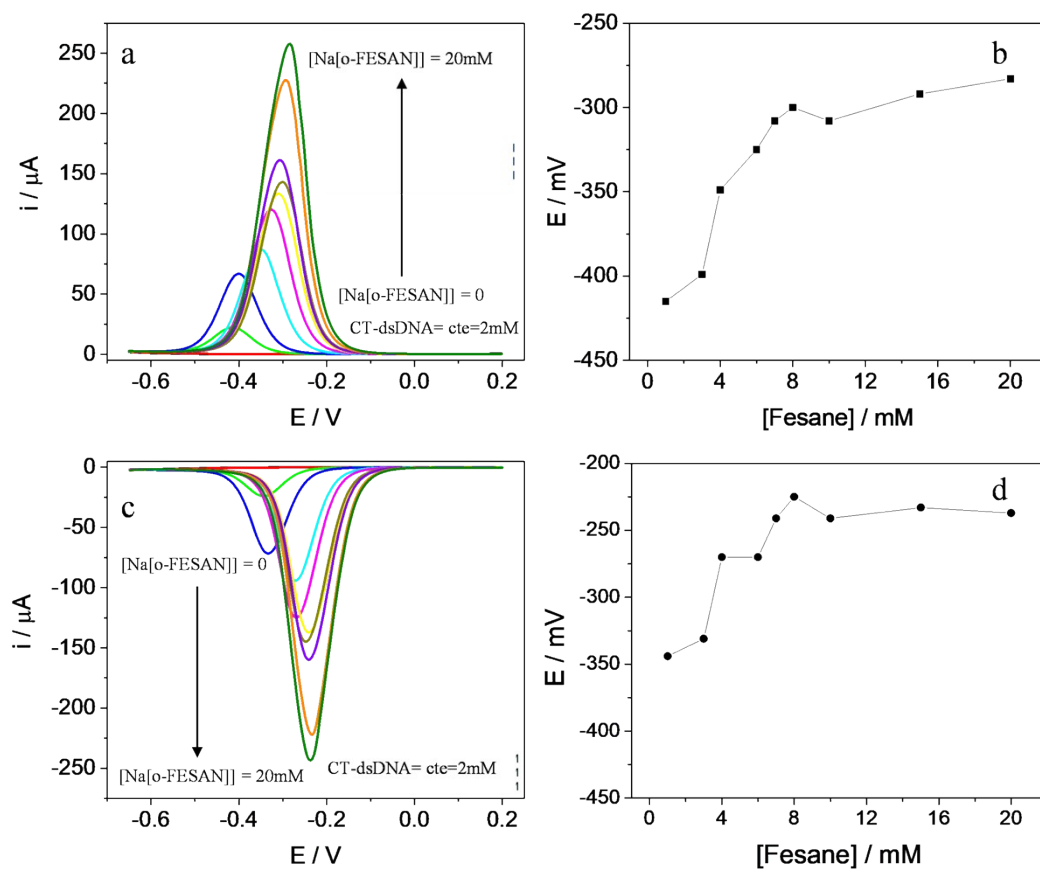 a
250
200
150
100
50
0
i / μA
[Na[o-FESAN]] = 20mM
[Na[o-FESAN]] = 0
CT-dsDNA= cte=2mM
-0.6 -0.4 -0.2 0.0 0.2
E / V
b
-250
-300
-350
-400
-450
E / mV
0 4 8 12 16 20
[Fesane] / mM
c
0
-50
-100
-150
-200
-250
i / μA
[Na[o-FESAN]] = 0
[Na[o-FESAN]] = 20mM
CT-dsDNA= cte=2mM
-0.6 -0.4 -0.2 0.0 0.2
E / V
d
-200
-250
-300
-350
-400
-450
E / mV
0 4 8 12 16 20
[Fesane] / mM